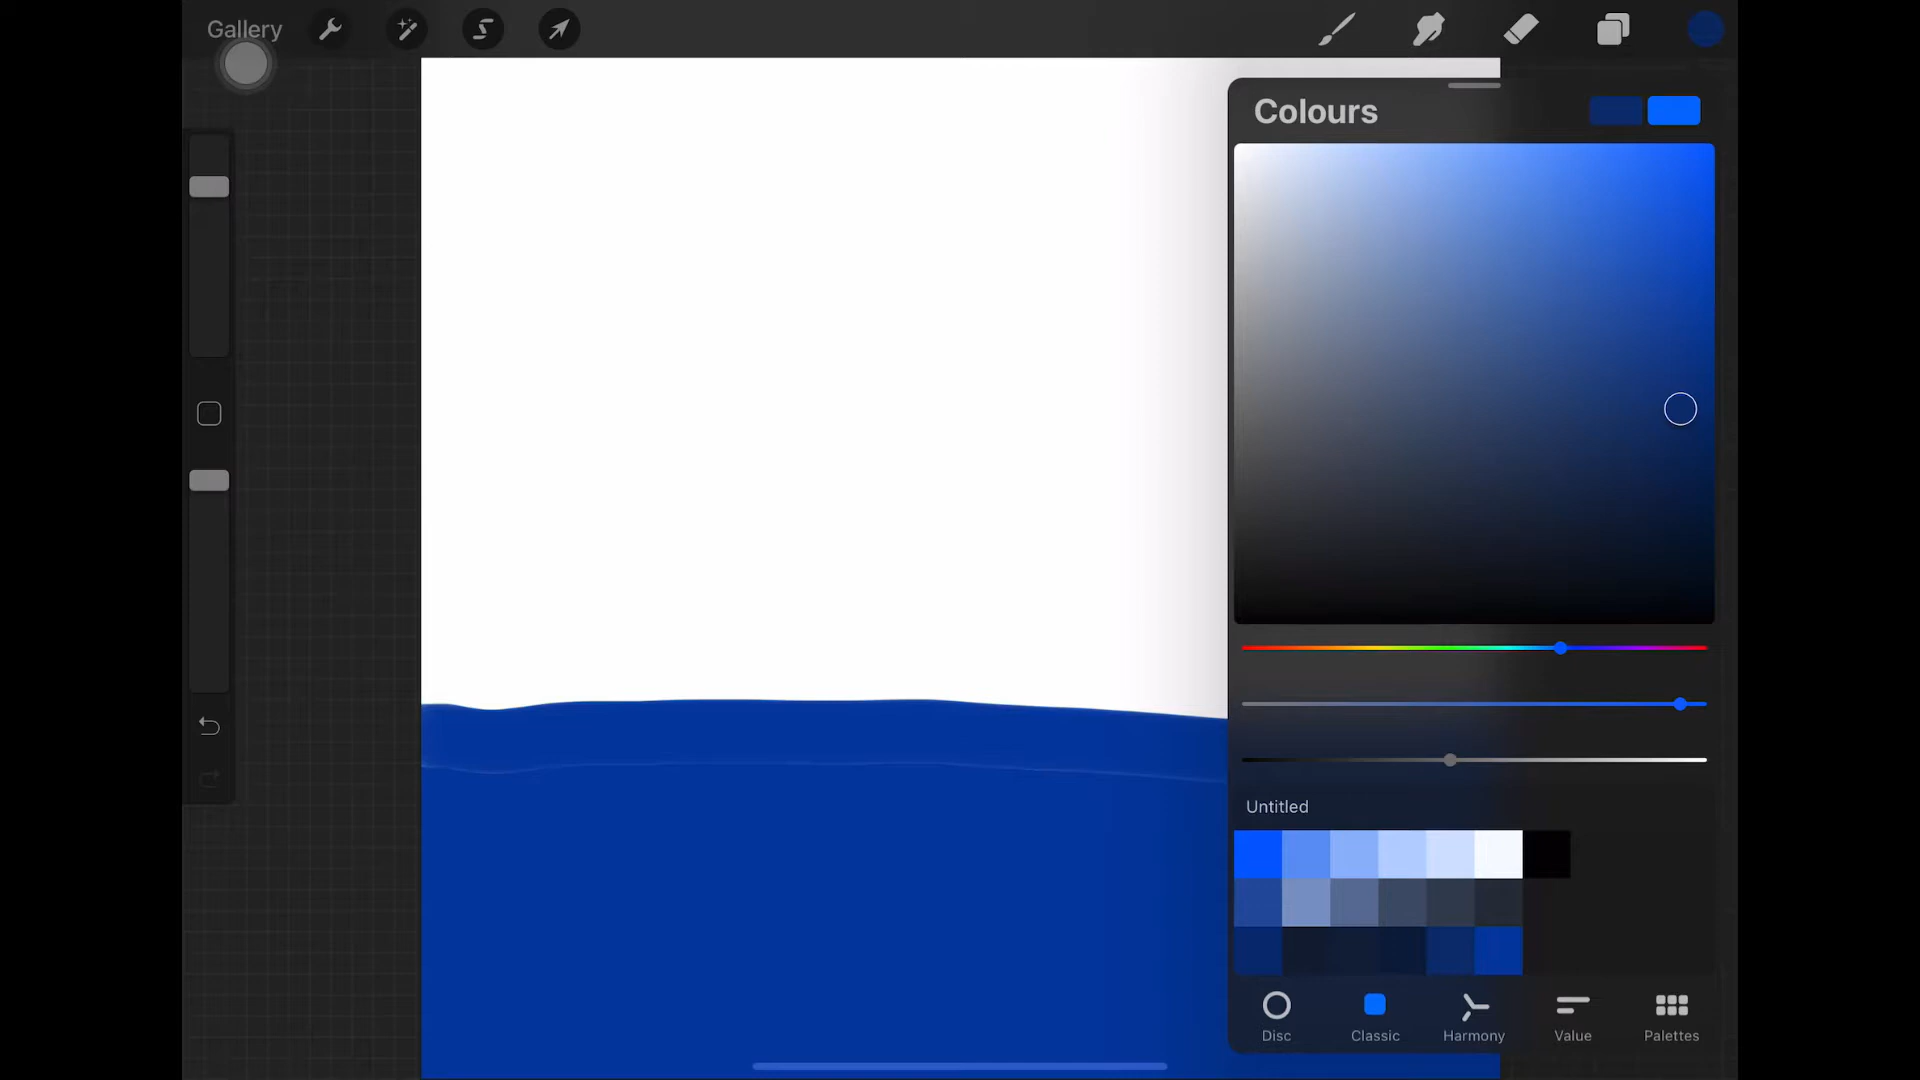 Gallery
Colours
Untitled
Disc
Classic
Harmony
Value
Palettes